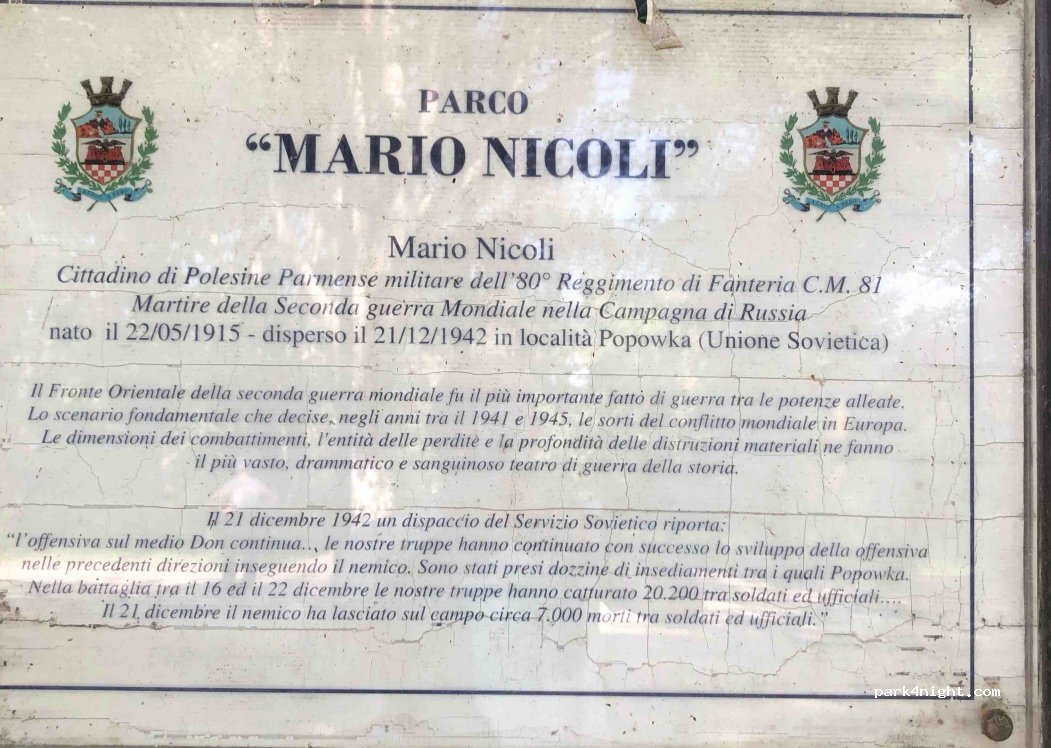 PARCO
“MARIO NICOLI”
Mario Nicoli
Cittadino di Polesine Parmense militare dell'80° Reggimento di Fanteria C.M. 81
Martire della Seconda guerra Mondiale nella Campagna di Russia
nato il 22/05/1915 - disperso il 21/12/1942 in località Popowka (Unione Sovietica)
Il Fronte Orientale della seconda guerra mondiale fu il più importante fatto di guerra tra le potenze alleate.
Lo scenario fondamentale che decise, negli anni tra il 1941 e 1945, le sorti del conflitto mondiale in Europa.
Le dimensioni dei combattimenti, l'entità delle perdite e la profondità delle distruzioni materiali ne fanno
il più vasto, drammatico e sanguinoso teatro di guerra della storia.
Il 21 dicembre 1942 un dispaccio del Servizio Sovietico riporta:
“l'offensiva sul medio Don continua... le nostre truppe hanno continuato con successo lo sviluppo della offensiva
nelle precedenti direzioni inseguendo il nemico. Sono stati presi dozzine di insediamenti tra i quali Popowka.
Nella battaglia tra il 16 ed il 22 dicembre le nostre truppe hanno catturato 20.200 tra soldati ed ufficiali....
Il 21 dicembre il nemico ha lasciato sul campo circa 7.000 morti tra soldati ed ufficiali.”
park4night.com